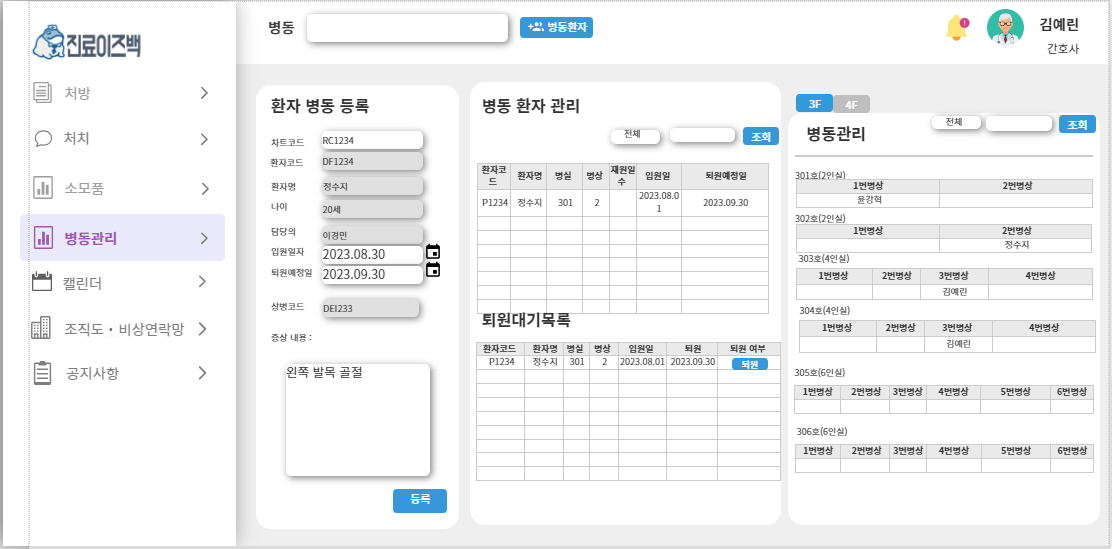 진료이즈백
처방
처치
소모품
병동관리
캘린더
조직도・비상연락망
공지사항
병동
병동환자
김예린
간호사
환자 병동 등록
차트코드 RC1234
환자코드 DF1234
환자명 정수지
나이 20세
담당의 이경민
입원일자 2023.08.30
퇴원예정일 2023.09.30
상병코드 DEI233
증상 내용 :
왼쪽 발목 골절
등록
병동 환자 관리
전체 조회
환자코드 환자명 병실 병상 재원일수 입원일 퇴원예정일
P1234 정수지 301 2 2023.08.01 2023.09.30
퇴원대기목록
환자코드 환자명 병실 병상 입원일 퇴원 퇴원 여부
P1234 정수지 301 2 2023.08.01 2023.09.30 퇴원
3F 4F
병동관리 전체 조회
301호(2인실)
1번병상 2번병상
윤강혁
302호(2인실)
1번병상 2번병상
정수지
303호(4인실)
1번병상 2번병상 3번병상 4번병상
김예린
304호(4인실)
1번병상 2번병상 3번병상 4번병상
김예린
305호(6인실)
1번병상 2번병상 3번병상 4번병상 5번병상 6번병상
306호(6인실)
1번병상 2번병상 3번병상 4번병상 5번병상 6번병상